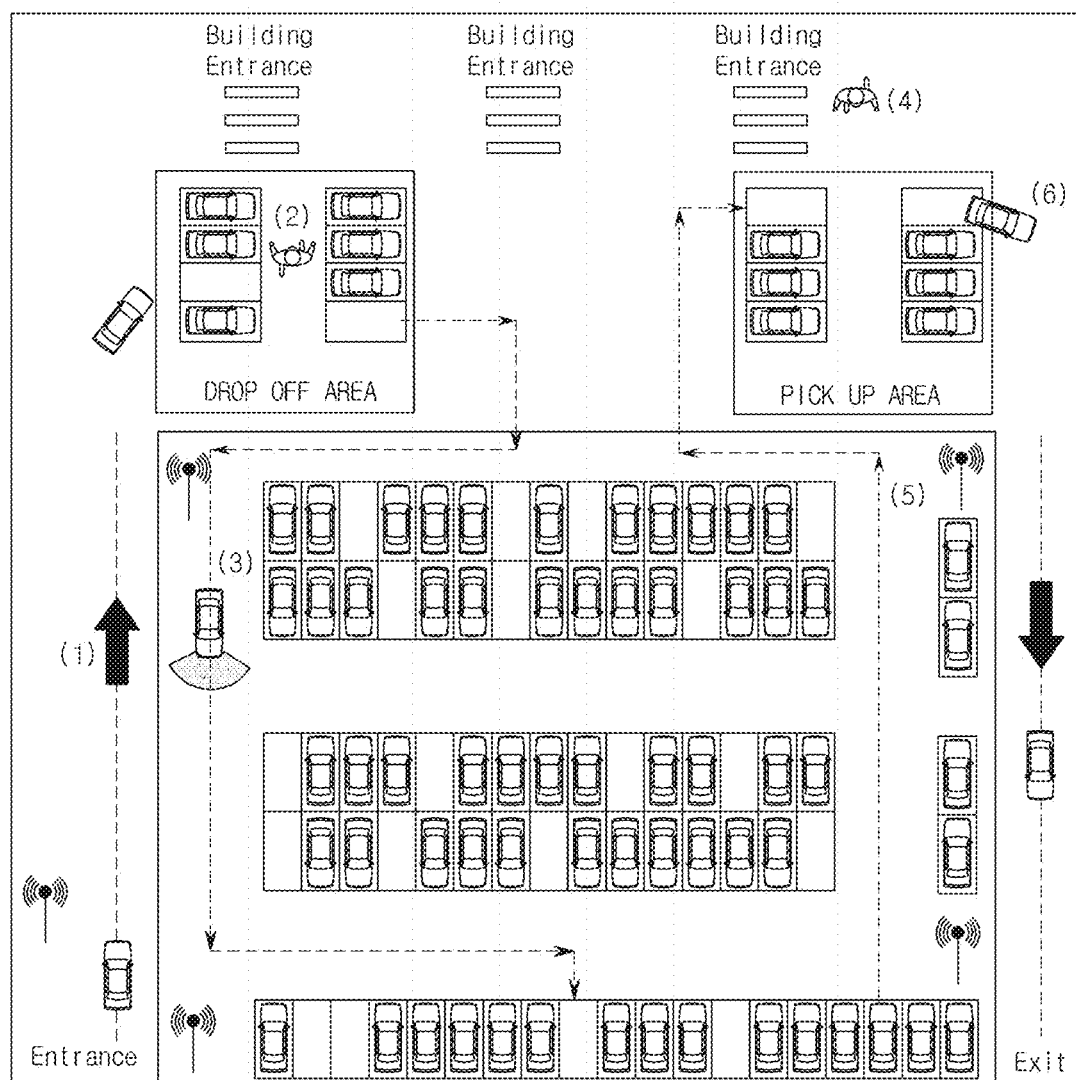 Building
Entrance
Building
Entrance
Building
Entrance
(4)
(2)
(6)
DROP OFF AREA
PICK UP AREA
(5)
(3)
(1)
Entrance
Exit